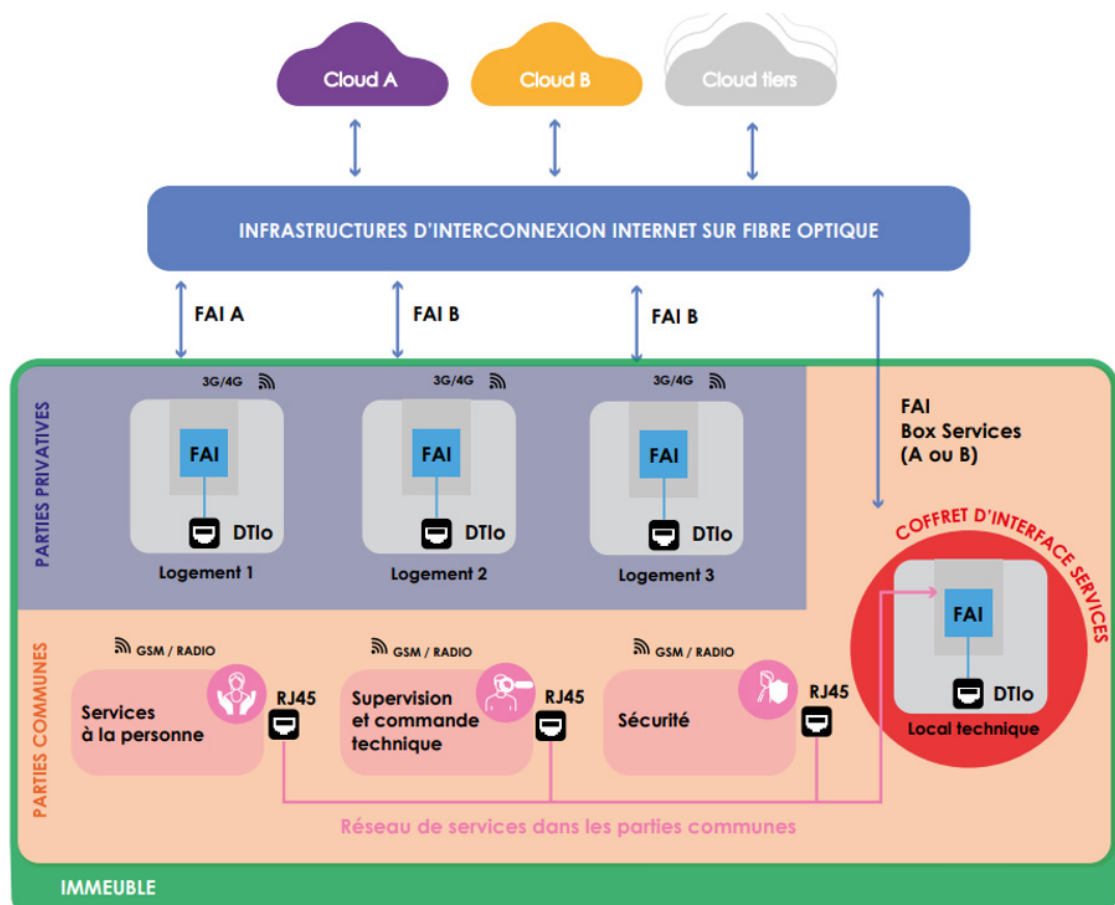 Cloud A
Cloud B
Cloud tiers
INFRASTRUCTURES D'INTERCONNEXION INTERNET SUR FIBRE OPTIQUE
FAI A
FAI B
FAI B
PARTIES PRIVATIVES
3G/4G
FAI
DTIo
Logement 1
3G/4G
FAI
DTIo
Logement 2
3G/4G
FAI
DTIo
Logement 3
FAI
Box Services
(A ou B)
COFFRET D'INTERFACE SERVICES
FAI
DTIo
Local technique
PARTIES COMMUNES
GSM / RADIO
Services
à la personne
RJ45
GSM / RADIO
Supervision
et commande
technique
RJ45
GSM / RADIO
Sécurité
RJ45
Réseau de services dans les parties communes
IMMEUBLE